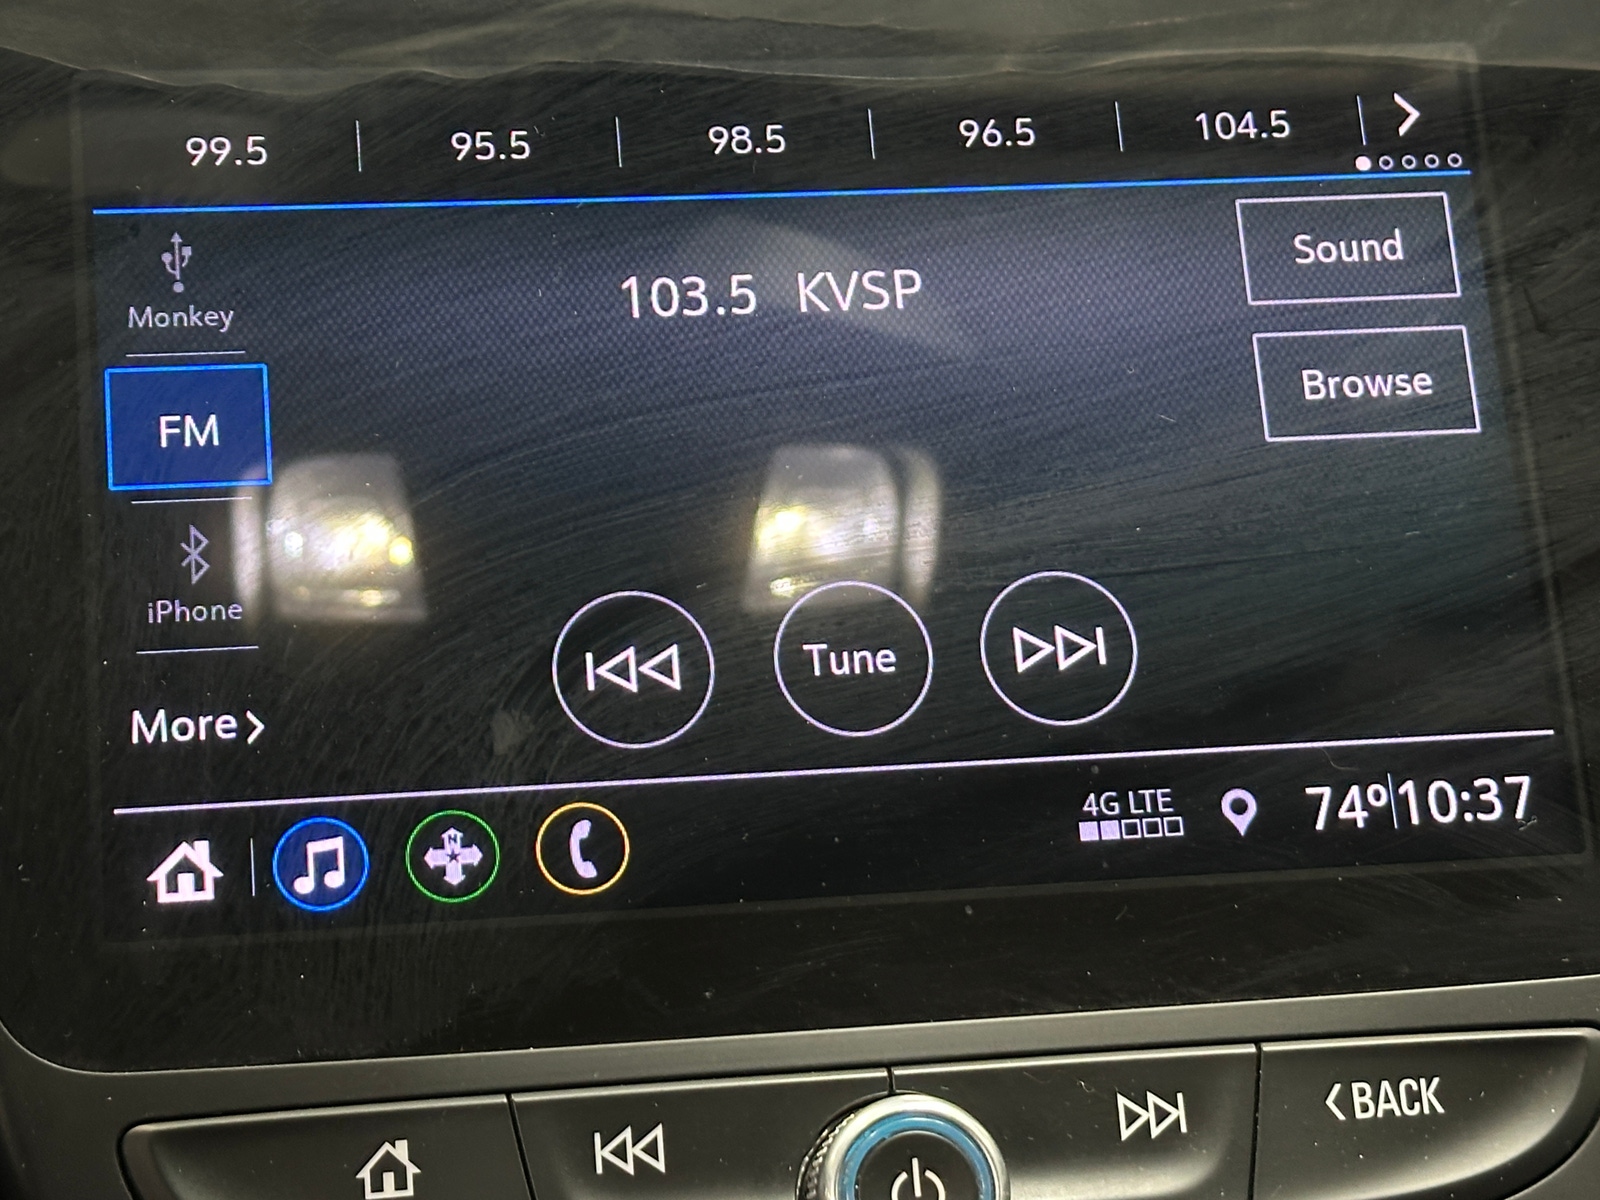 99.5 95.5 98.5 96.5 104.5
Monkey
103.5 KVSP
Sound
Browse
FM
iPhone
Tune
More
4G LTE
74° 10:37
N
BACK